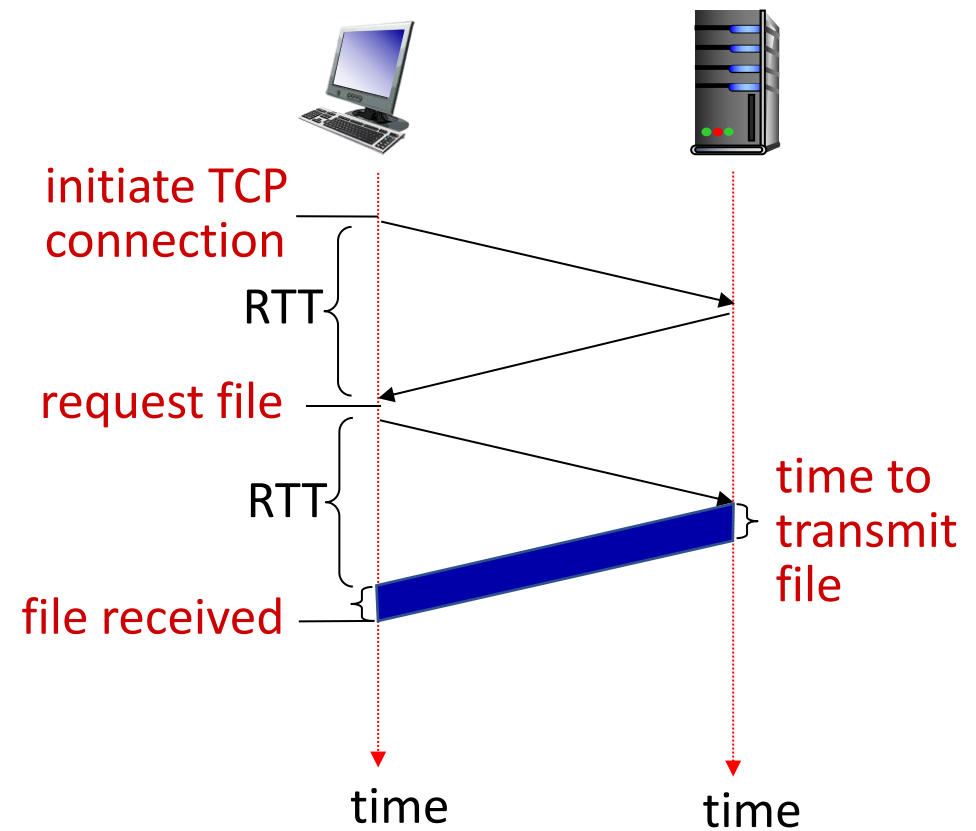 initiate TCP
connection
RTT
request file
RTT
time to
transmit
file
file received
time
time